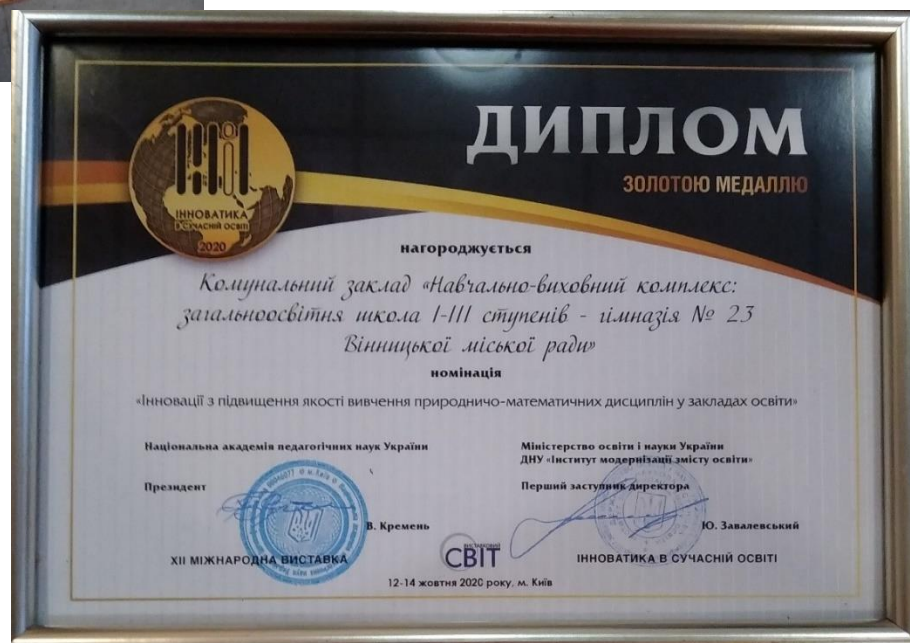 ІННОВАТИКА
В СУЧАСНІЙ ОСВІТІ
2020
ДИПЛОМ
ЗОЛОТОЮ МЕДАЛЛЮ
нагороджується
Комунальний заклад «Навчально-виховний комплекс:
загальноосвітня школа І-ІІІ ступенів - гімназія № 23
Вінницької міської ради»
номінація
«Інновації з підвищення якості вивчення природничо-математичних дисциплін у закладах освіти»
Національна академія педагогічних наук України
Президент
В. Кремень
Міністерство освіти і науки України
ДНУ «Інститут модернізації змісту освіти»
Перший заступник директора
Ю. Завалевський
XII МІЖНАРОДНА ВИСТАВКА
ВИСТАВКОВИЙ
СВІТ
ІННОВАТИКА В СУЧАСНІЙ ОСВІТІ
12-14 жовтня 2020 року, м. Київ